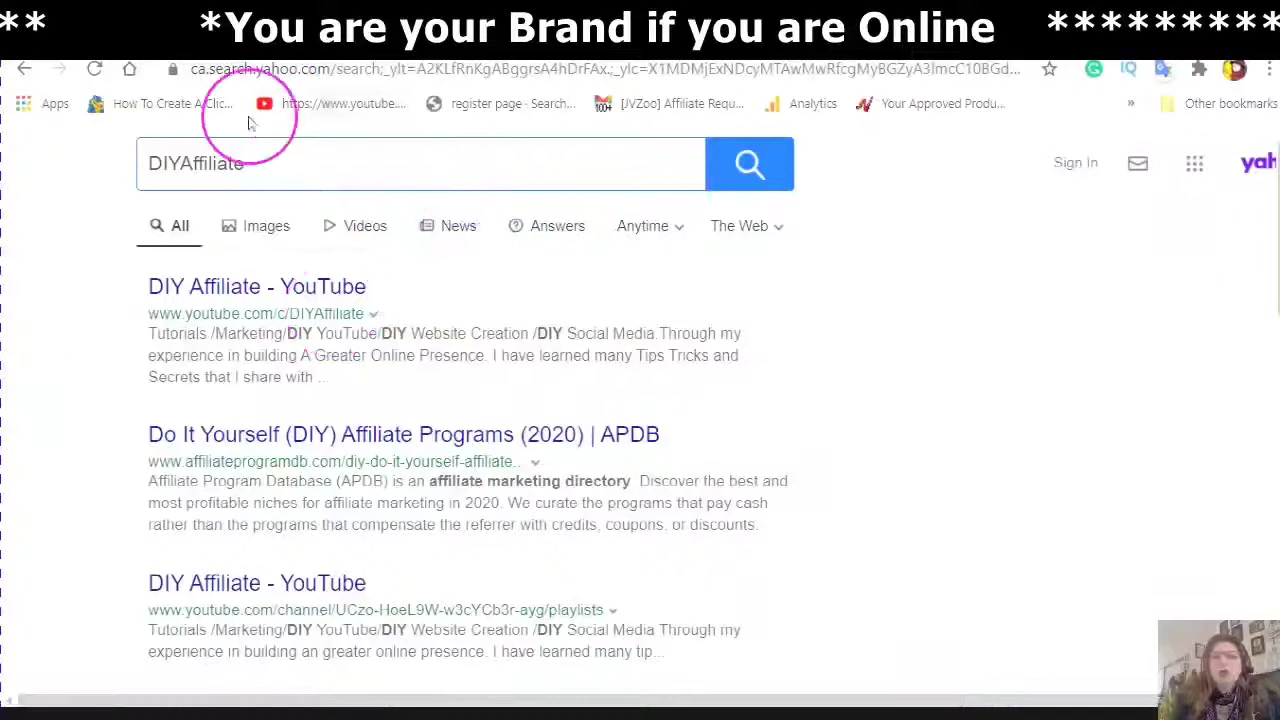 ** *You are your Brand if you are Online *********
ca.search.yahoo.com/search;_ylt=A2KLfRnKgABggrsA4hDrFAx.;_ylc=X1MDMjExNDcyMTAwMwRfcgMyBGZyA3lmcC10BGd...
Apps How To Create A Clic... https://www.youtube.... register page - Search... [JVZoo] Affiliate Requ... Analytics Your Approved Produ... » Other bookmarks
DIYAffiliate
Sign In yah
All Images Videos News Answers Anytime The Web
DIY Affiliate - YouTube
www.youtube.com/c/DIYAffiliate
Tutorials /Marketing/DIY YouTube/DIY Website Creation /DIY Social Media.Through my
experience in building A Greater Online Presence. I have learned many Tips Tricks and
Secrets that I share with ...
Do It Yourself (DIY) Affiliate Programs (2020) | APDB
www.affiliateprogramdb.com/diy-do-it-yourself-affiliate...
Affiliate Program Database (APDB) is an affiliate marketing directory. Discover the best and
most profitable niches for affiliate marketing in 2020. We curate the programs that pay cash
rather than the programs that compensate the referrer with credits, coupons, or discounts.
DIY Affiliate - YouTube
www.youtube.com/channel/UCzo-HoeL9W-w3cYCb3r-ayg/playlists
Tutorials /Marketing/DIY YouTube/DIY Website Creation /DIY Social Media.Through my
experience in building an greater online presence. I have learned many tip...